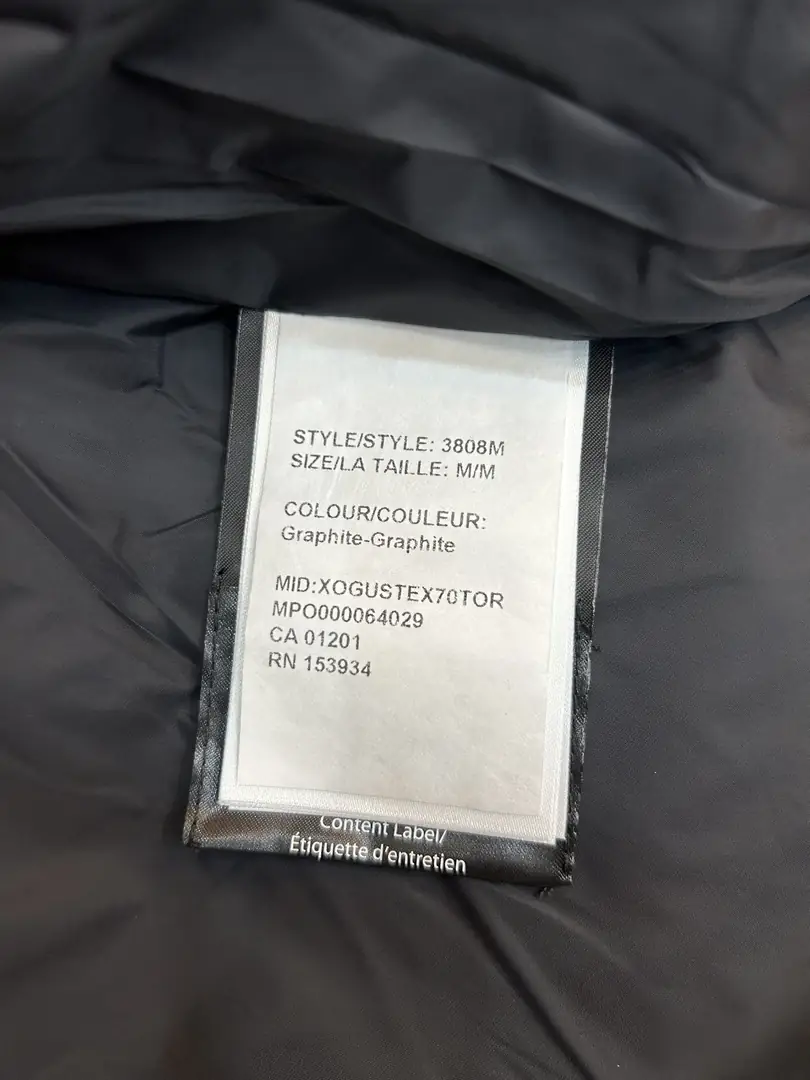 STYLE/STYLE: 3808M
SIZE/LA TAILLE: M/M
COLOUR/COULEUR:
Graphite-Graphite
MID:XOGUSTEX70TOR
MPO000064029
CA 01201
RN 153934
Content Label/
Étiquette d'entretien